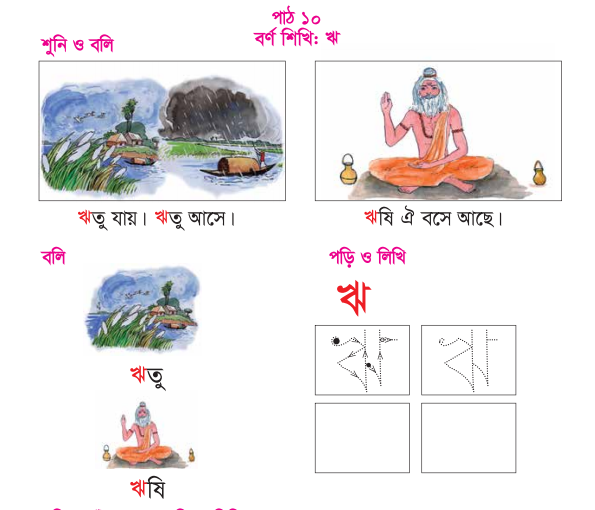 পাঠ ১০
বর্ণ শিখি: ঋ
শুনি ও বলি
ঋতু যায়। ঋতু আসে।
ঋষি ঐ বসে আছে।
বলি
ঋতু
ঋষি
পড়ি ও লিখি
ঋ
ঋ
ঋ